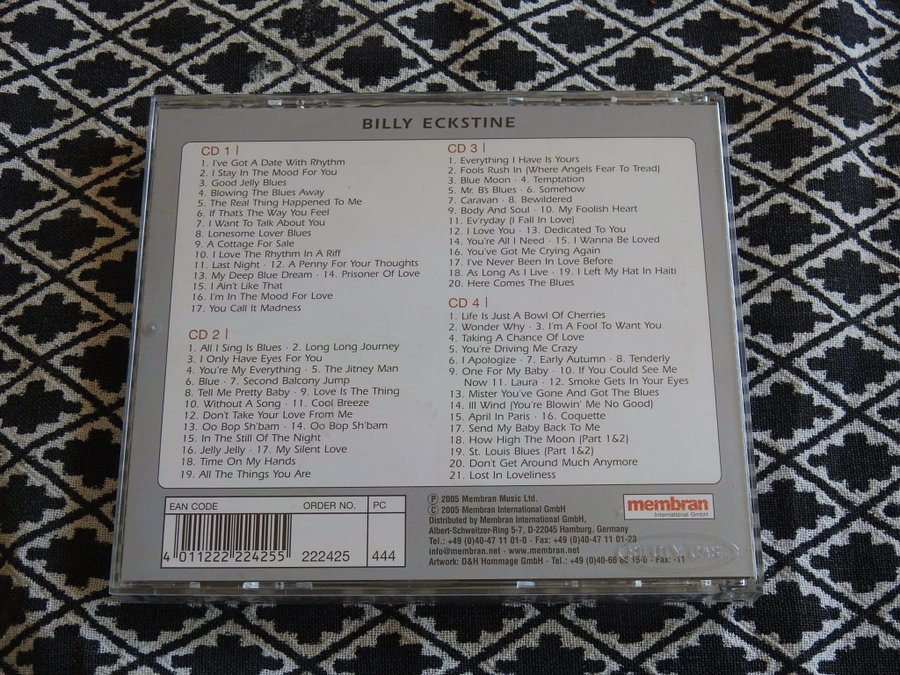 BILLY ECKSTINE
CD 1
1. I've Got A Date With Rhythm
2. I Stay In The Mood For You
3. Good Jelly Blues
4. Blowing The Blues Away
5. The Real Thing Happened To Me
6. If That's The Way You Feel
7. I Want To Talk About You
8. Lonesome Lover Blues
9. A Cottage For Sale
10. I Love The Rhythm In A Riff
11. Last Night · 12. A Penny For Your Thoughts
13. My Deep Blue Dream · 14. Prisoner Of Love
15. I Ain't Like That
16. I'm In The Mood For Love
17. You Call It Madness
CD 2
1. All I Sing Is Blues · 2. Long Long Journey
3. I Only Have Eyes For You
4. You're My Everything · 5. The Jitney Man
6. Blue · 7. Second Balcony Jump
8. Tell Me Pretty Baby · 9. Love Is The Thing
10. Without A Song · 11. Cool Breeze
12. Don't Take Your Love From Me
13. Oo Bop Sh'bam · 14. Oo Bop Sh'bam
15. In The Still Of The Night
16. Jelly Jelly · 17. My Silent Love
18. Time On My Hands
19. All The Things You Are
CD 3
1. Everything I Have Is Yours
2. Fools Rush In (Where Angels Fear To Tread)
3. Blue Moon · 4. Temptation
5. Mr. B's Blues · 6. Somehow
7. Caravan · 8. Bewildered
9. Body And Soul · 10. My Foolish Heart
11. Ev'ryday (I Fall In Love)
12. I Love You · 13. Dedicated To You
14. You're All I Need · 15. I Wanna Be Loved
16. You've Got Me Crying Again
17. I've Never Been In Love Before
18. As Long As I Live · 19. I Left My Hat In Haiti
20. Here Comes The Blues
CD 4
1. Life Is Just A Bowl Of Cherries
2. Wonder Why · 3. I'm A Fool To Want You
4. Taking A Chance Of Love
5. You're Driving Me Crazy
6. I Apologize · 7. Early Autumn · 8. Tenderly
9. One For My Baby · 10. If You Could See Me
Now 11. Laura · 12. Smoke Gets In Your Eyes
13. Mister You've Gone And Got The Blues
14. Ill Wind (You're Blowin' Me No Good)
15. April In Paris · 16. Coquette
17. Send My Baby Back To Me
18. How High The Moon (Part 1&2)
19. St. Louis Blues (Part 1&2)
20. Don't Get Around Much Anymore
21. Lost In Loveliness
EAN CODE ORDER NO. PC
4 011222 224255 222425 444
℗ 2005 Membran Music Ltd.
© 2005 Membran International GmbH
Distributed by Membran International GmbH,
Albert-Schweitzer-Ring 5-7, D-22045 Hamburg, Germany
Tel.: +49 (0)40-47 11 01-0 · Fax: +49 (0)40-47 11 01-23
info@membran.net · www.membran.net
Artwork: D&H Hommage GmbH · Tel.: +49 (0)40-66 · Fax: -11
membran
International GmbH